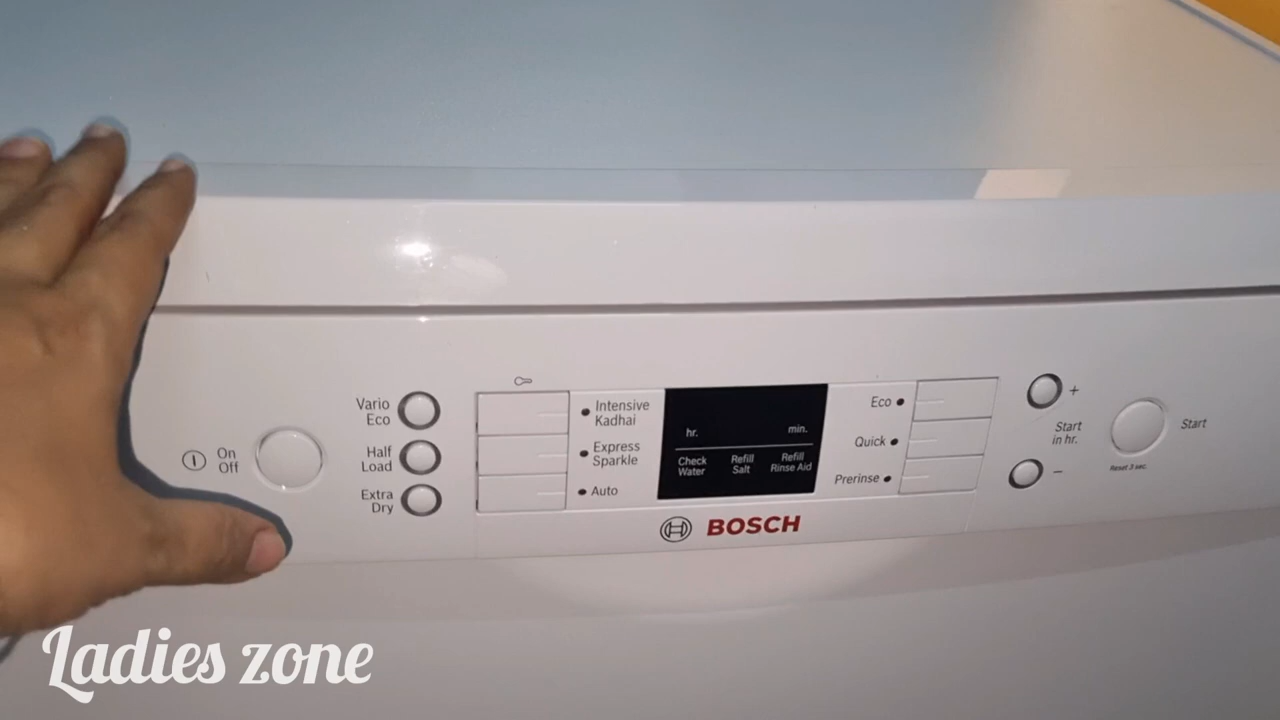 On
Off
Vario
Eco
Half
Load
Extra
Dry
Intensive
Kadhai
Express
Sparkle
Auto
hr.
min.
Check
Water
Refill
Salt
Refill
Rinse Aid
BOSCH
Eco
Quick
Prerinse
+
Start
in hr.
−
Start
Reset 3 sec.
Ladies zone